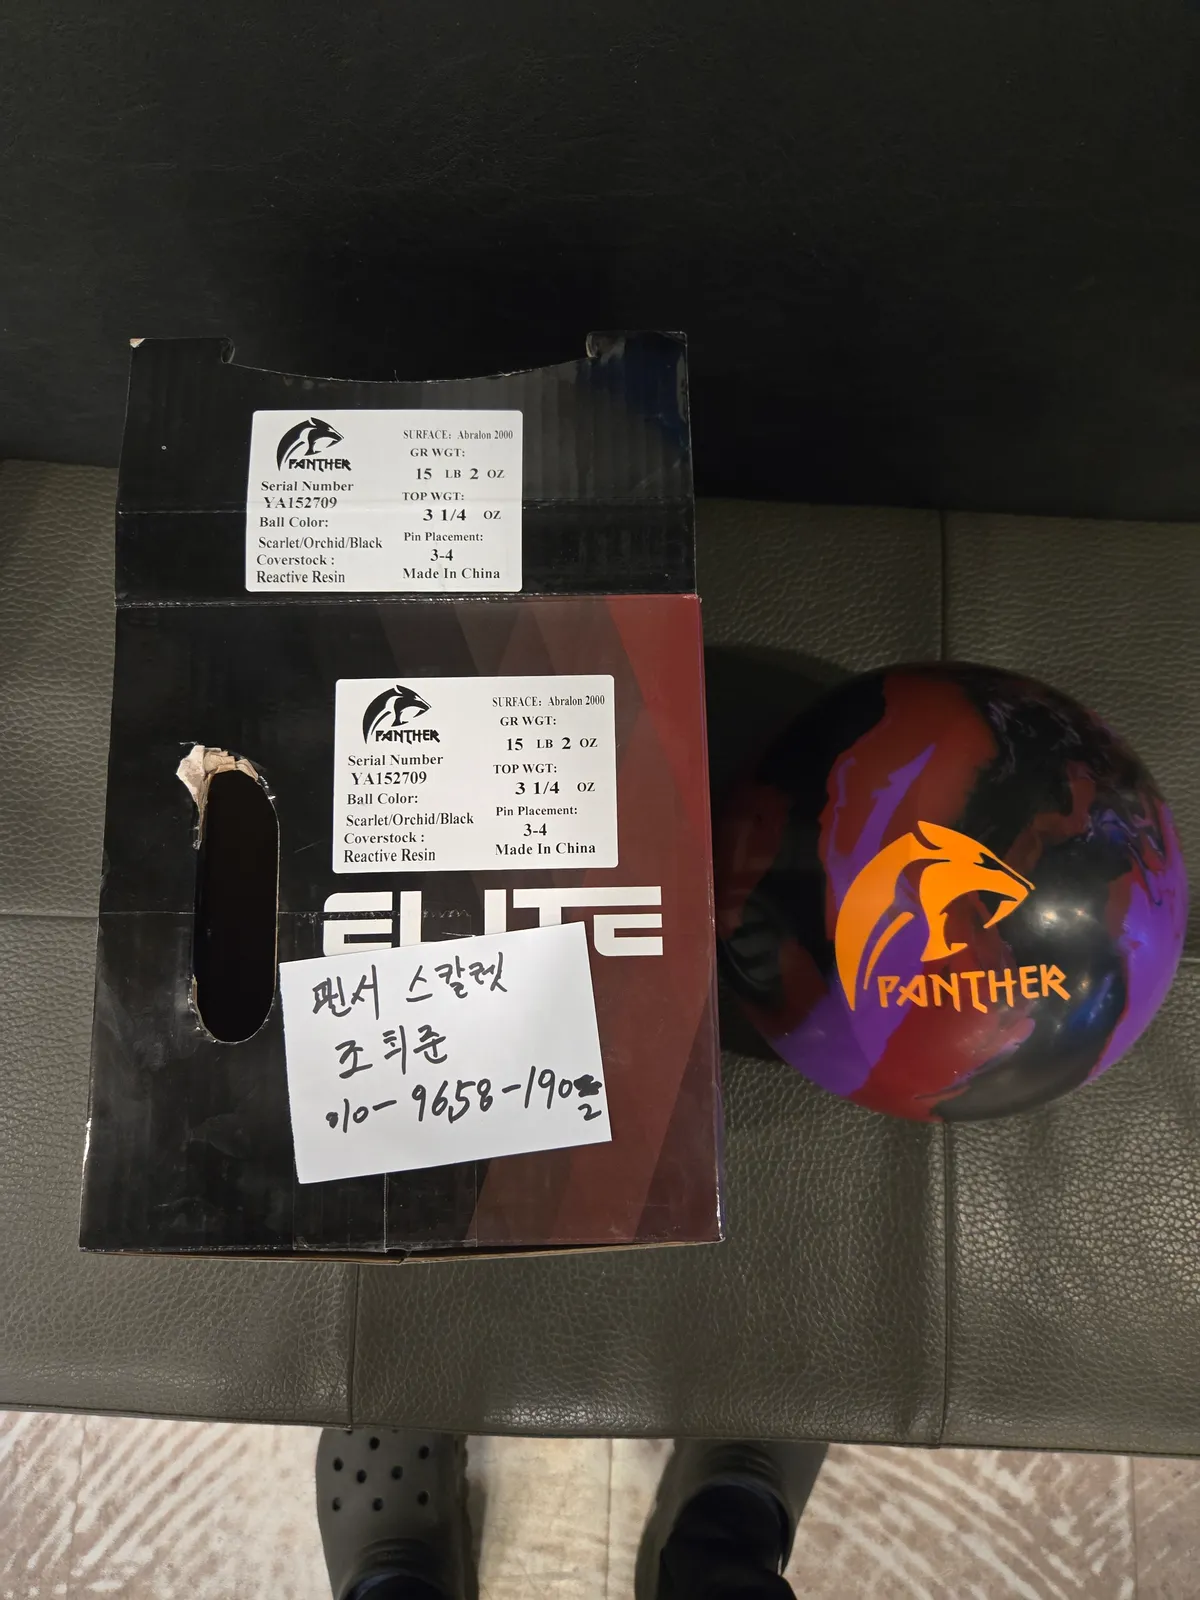 PANTHER
Serial Number
YA152709
Ball Color:
Scarlet/Orchid/Black
Coverstock :
Reactive Resin
SURFACE: Abralon 2000
GR WGT:
15 LB 2 OZ
TOP WGT:
3 1/4 OZ
Pin Placement:
3-4
Made In China
PANTHER
Serial Number
YA152709
Ball Color:
Scarlet/Orchid/Black
Coverstock :
Reactive Resin
SURFACE: Abralon 2000
GR WGT:
15 LB 2 OZ
TOP WGT:
3 1/4 OZ
Pin Placement:
3-4
Made In China
ELITE
팬서 스칼렛
조희준
010-9658-1902
PANTHER